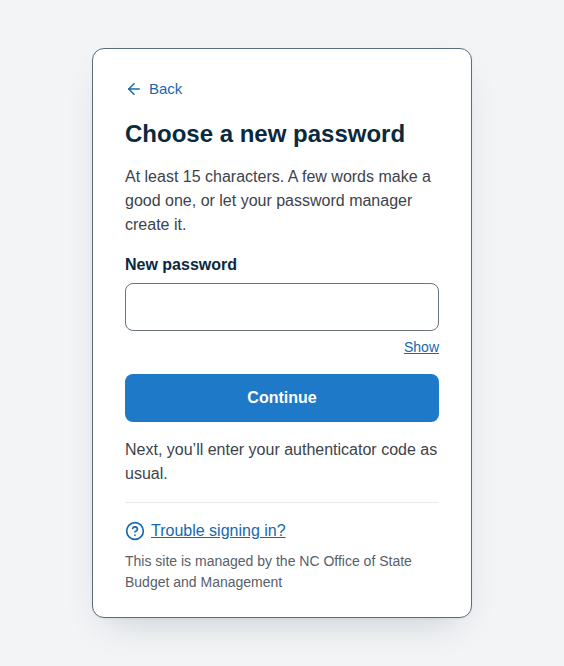 Back
Choose a new password
At least 15 characters. A few words make a
good one, or let your password manager
create it.
New password
Show
Continue
Next, you’ll enter your authenticator code as
usual.
Trouble signing in?
This site is managed by the NC Office of State
Budget and Management